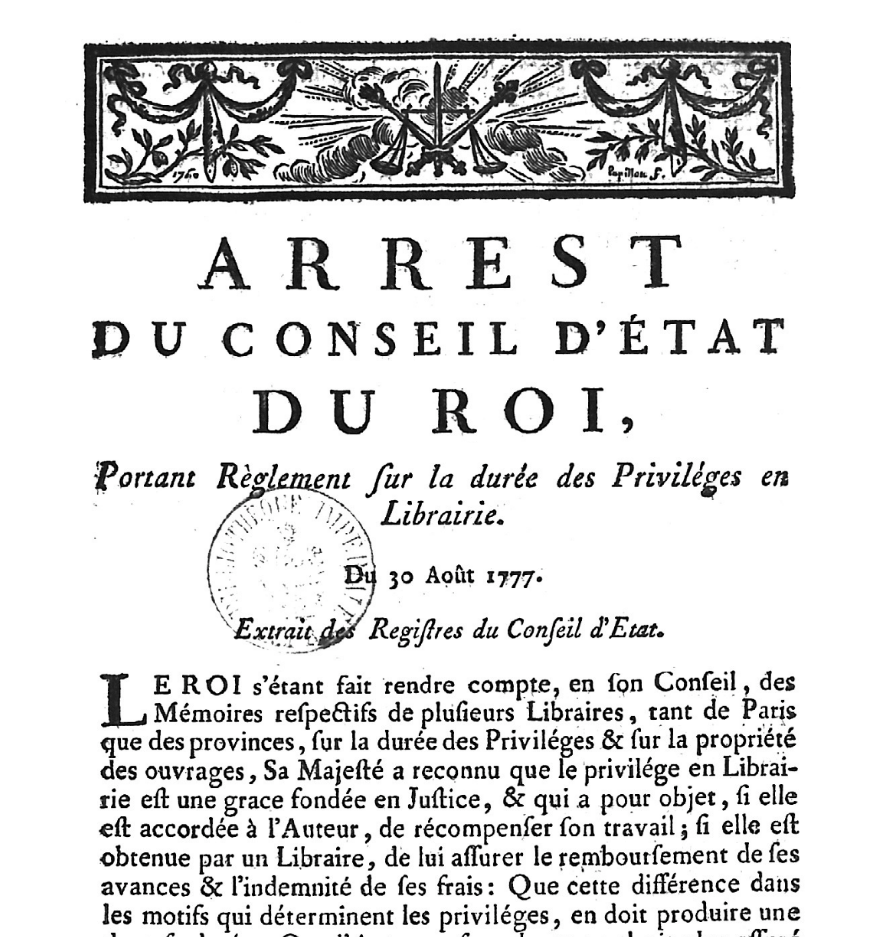 1760
Papillon f.
ARREST
DU CONSEIL D'ÉTAT
DU ROI,
Portant Règlement ſur la durée des Priviléges en
Librairie.
BIBLIOTHÈQUE IMPÉRIALE
Du 30 Août 1777.
Extrait des Regiſtres du Conſeil d'Etat.
LE ROI s'étant fait rendre compte, en ſon Conſeil, des
Mémoires reſpectifs de pluſieurs Libraires, tant de Paris
que des provinces, ſur la durée des Priviléges & ſur la propriété
des ouvrages, Sa Majeſté a reconnu que le privilége en Librai-
rie eſt une grace fondée en Juſtice, & qui a pour objet, ſi elle
eſt accordée à l'Auteur, de récompenſer ſon travail; ſi elle eſt
obtenue par un Libraire, de lui aſſurer le rembourſement de ſes
avances & l'indemnité de ſes frais: Que cette différence dans
les motifs qui déterminent les priviléges, en doit produire une